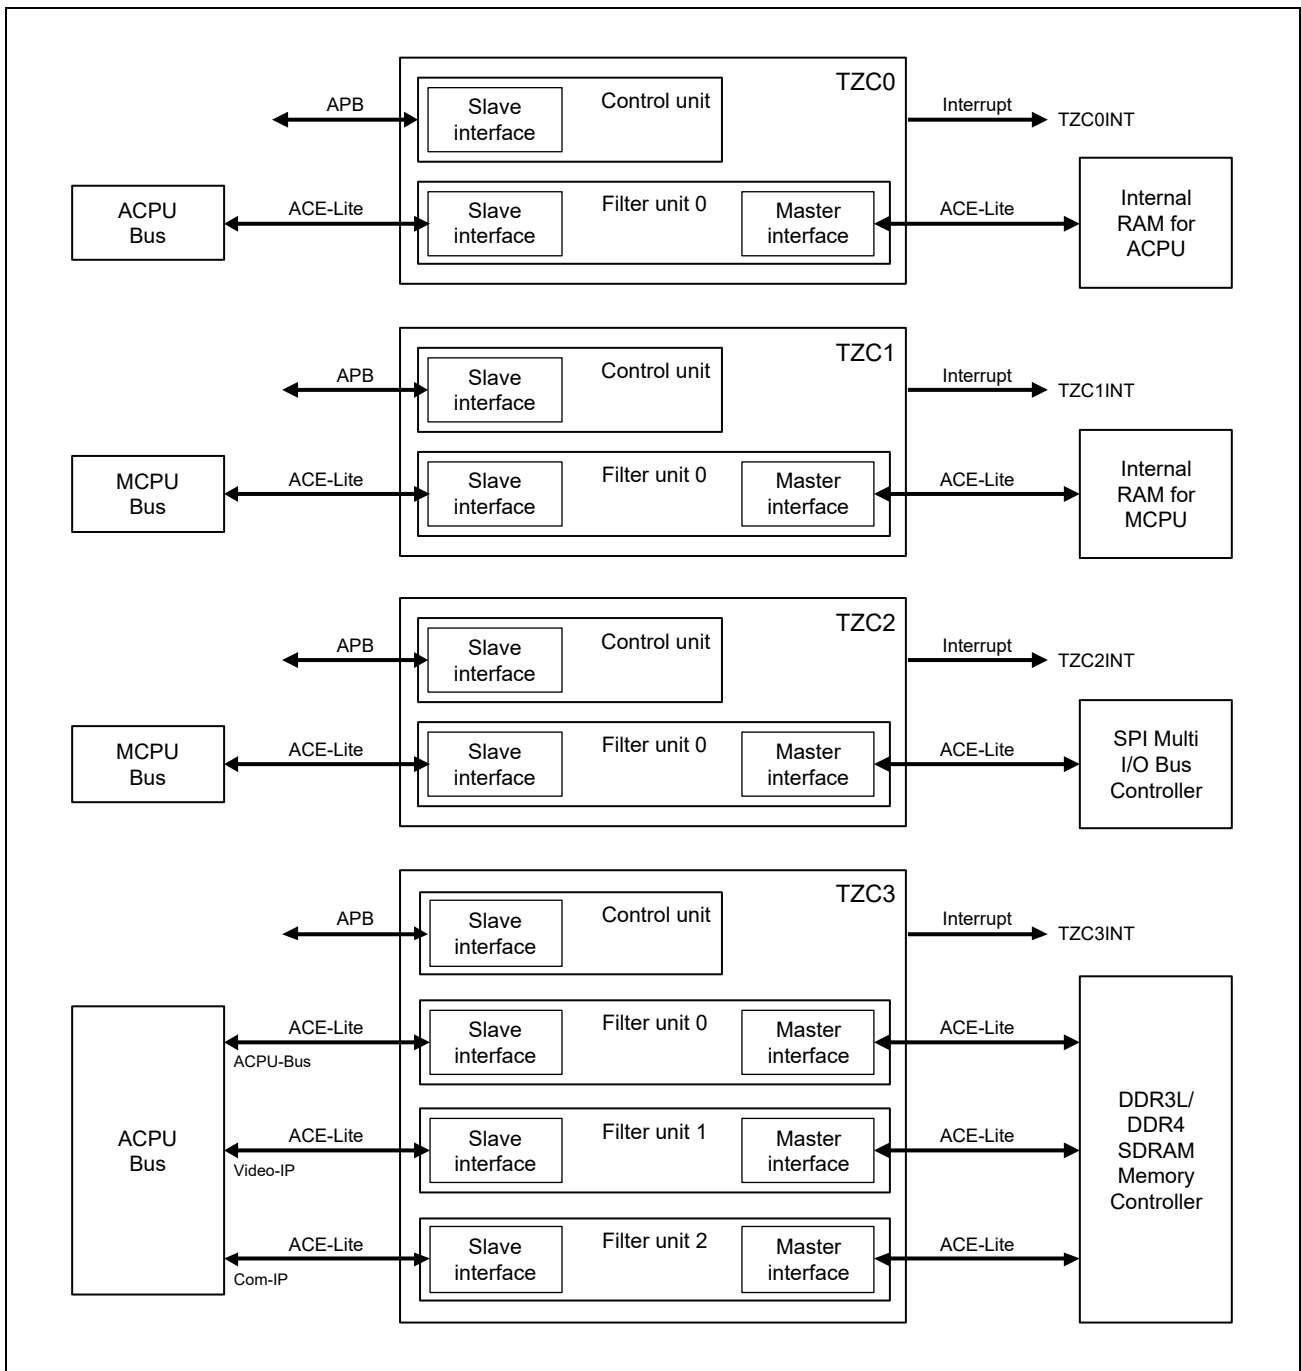 TZC0
Control unit
Slave
interface
APB
Interrupt
TZC0INT
ACPU
Bus
ACE-Lite
Slave
interface
Filter unit 0
Master
interface
ACE-Lite
Internal
RAM for
ACPU
TZC1
Control unit
Slave
interface
APB
Interrupt
TZC1INT
MCPU
Bus
ACE-Lite
Slave
interface
Filter unit 0
Master
interface
ACE-Lite
Internal
RAM for
MCPU
TZC2
Control unit
Slave
interface
APB
Interrupt
TZC2INT
MCPU
Bus
ACE-Lite
Slave
interface
Filter unit 0
Master
interface
ACE-Lite
SPI Multi
I/O Bus
Controller
TZC3
Control unit
Slave
interface
APB
Interrupt
TZC3INT
ACPU
Bus
ACE-Lite
ACPU-Bus
Slave
interface
Filter unit 0
Master
interface
ACE-Lite
ACE-Lite
Video-IP
Slave
interface
Filter unit 1
Master
interface
ACE-Lite
ACE-Lite
Com-IP
Slave
interface
Filter unit 2
Master
interface
ACE-Lite
DDR3L/
DDR4
SDRAM
Memory
Controller